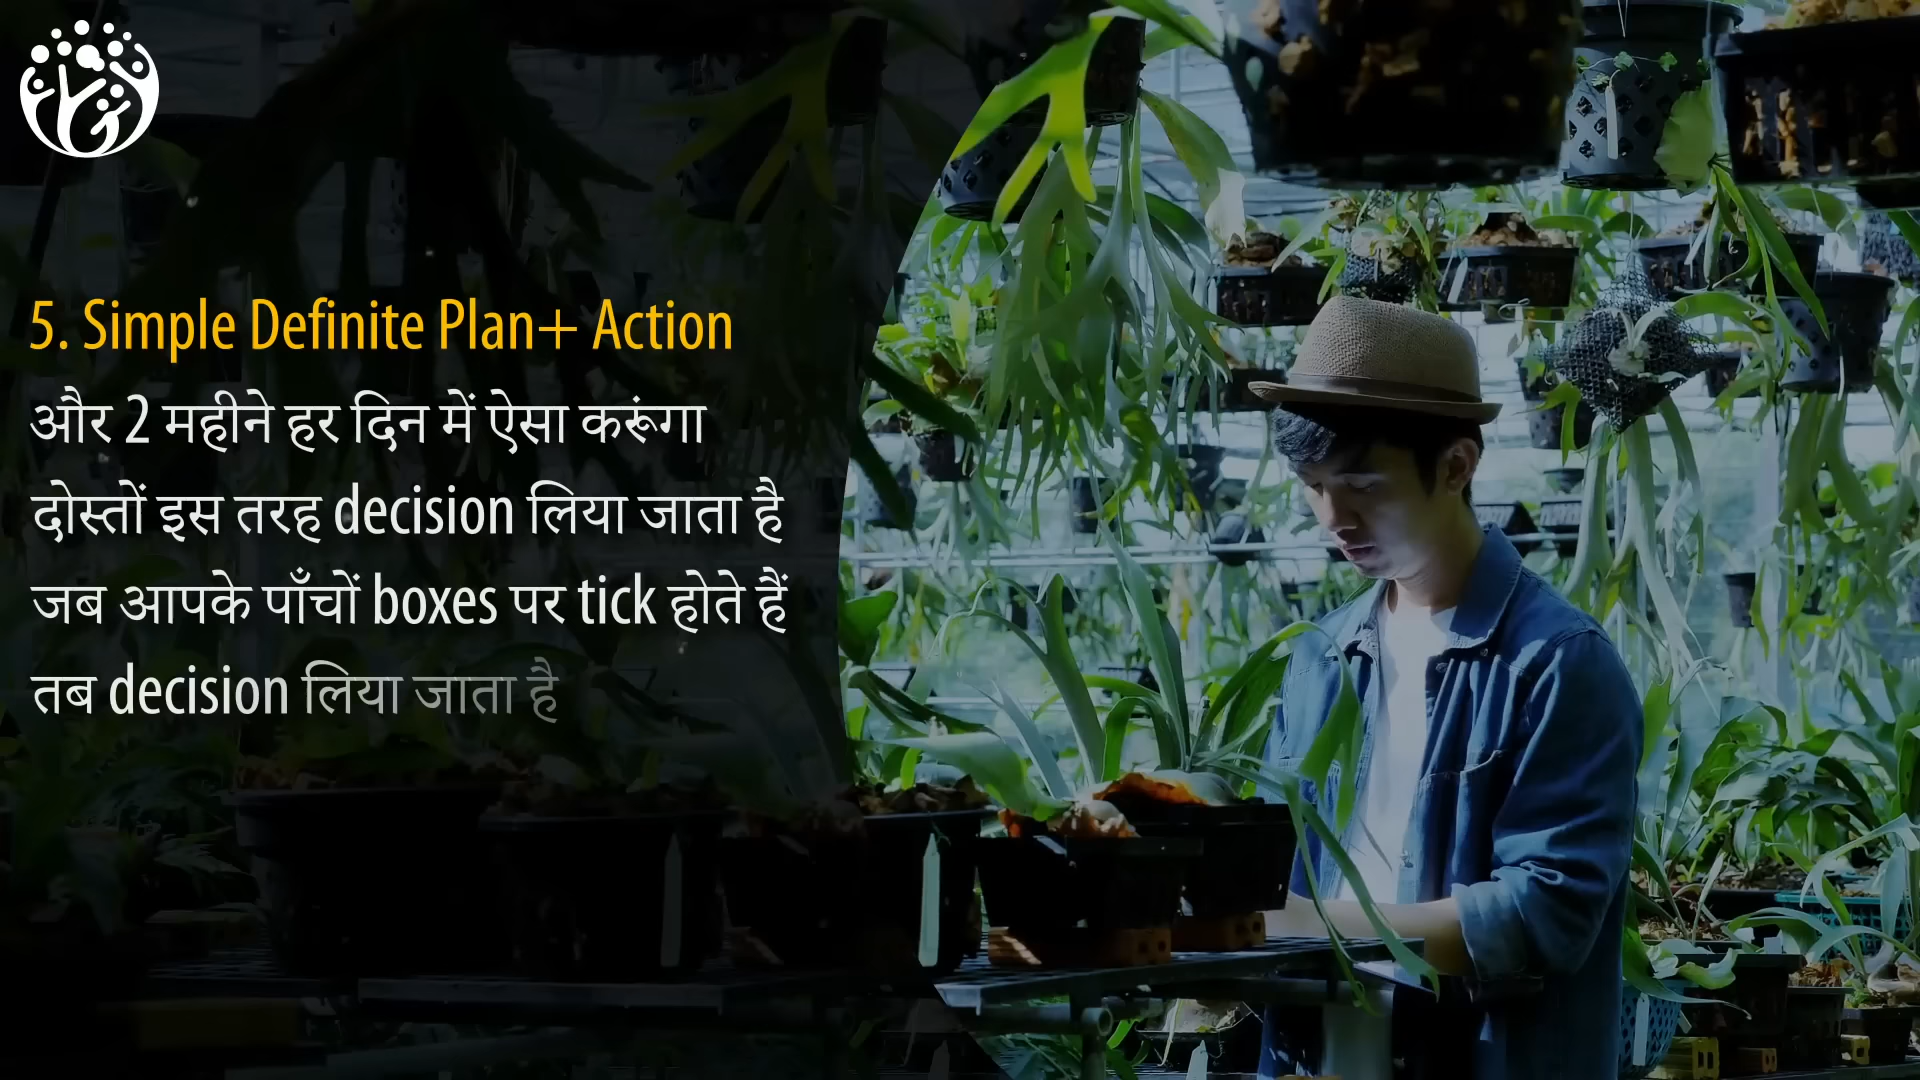 5. Simple Definite Plan+ Action
और 2 महीने हर दिन में ऐसा करूंगा
दोस्तों इस तरह decision लिया जाता है
जब आपके पाँचों boxes पर tick होते हैं
तब decision लिया जाता है